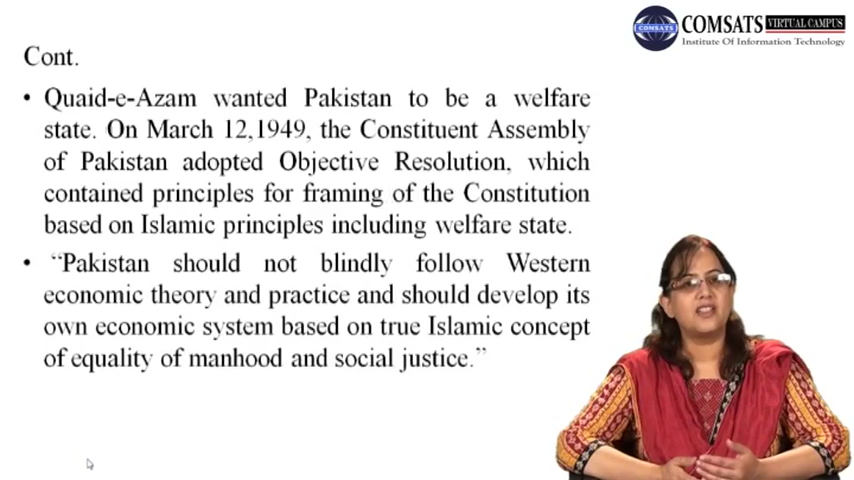 COMSATS VIRTUAL CAMPUS
COMSATS
Institute Of Information Technology
Cont.
• Quaid-e-Azam wanted Pakistan to be a welfare
state. On March 12,1949, the Constituent Assembly
of Pakistan adopted Objective Resolution, which
contained principles for framing of the Constitution
based on Islamic principles including welfare state.
• “Pakistan should not blindly follow Western
economic theory and practice and should develop its
own economic system based on true Islamic concept
of equality of manhood and social justice.”